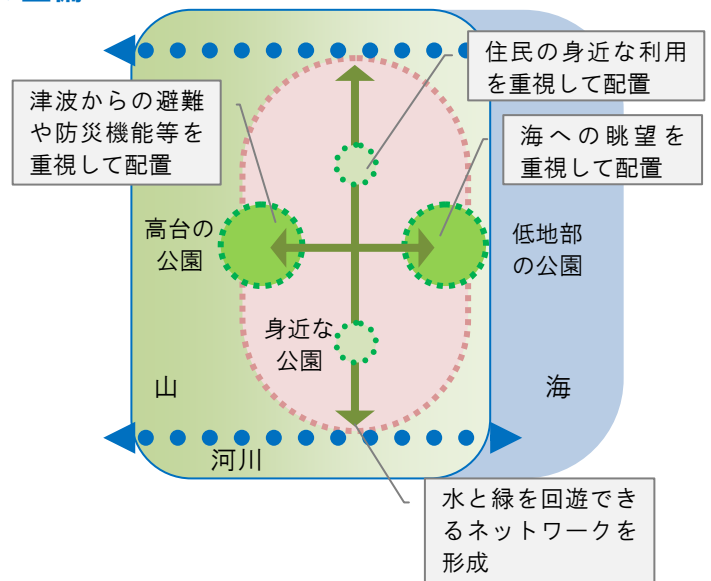 住民の身近な利用
を重視して配置
津波からの避難
や防災機能等を
重視して配置
海への眺望を
重視して配置
高台の
公園
低地部
の公園
身近な
公園
山
海
河川
水と緑を回遊でき
るネットワークを
形成